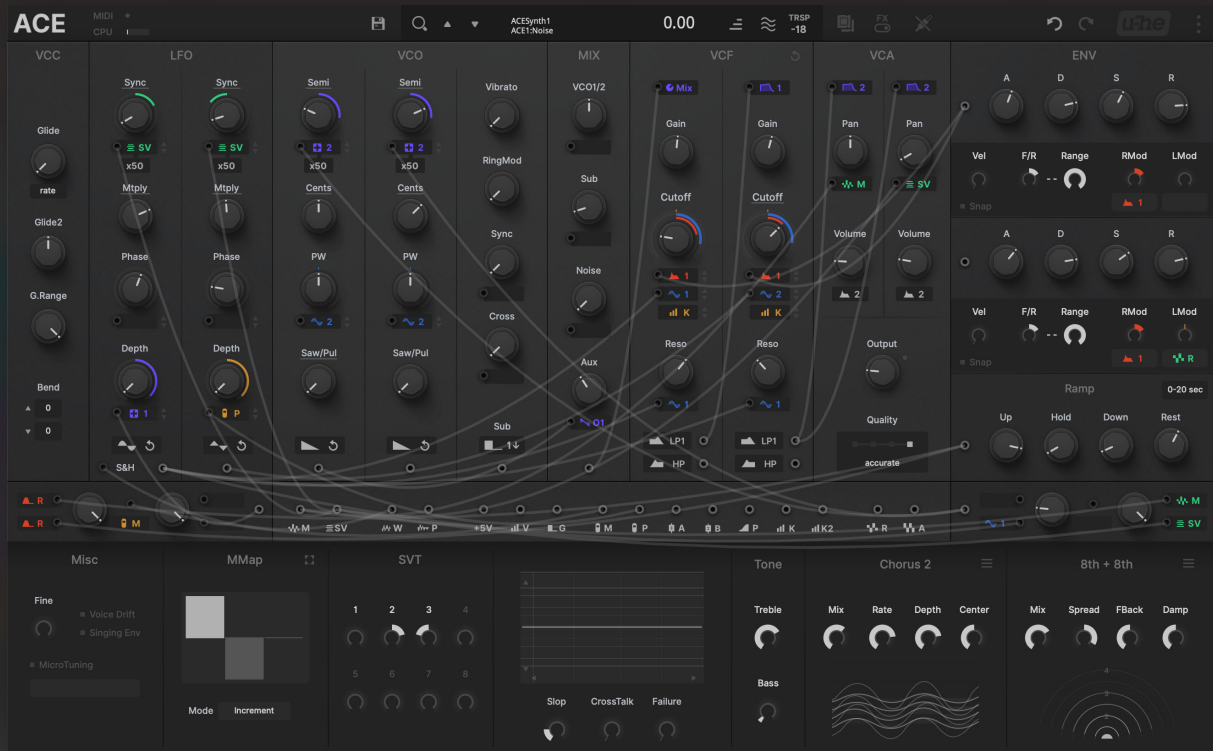 ACE
MIDI
CPU
ACESynth1
ACE1:Noise
0.00
TRSP
-18
FX
u-he
VCC
LFO
VCO
MIX
VCF
VCA
ENV
Glide
rate
Glide2
G.Range
Bend
0
0
Sync
Sync
SV
SV
x50
x50
Mtply
Mtply
Phase
Phase
Depth
Depth
1
P
S&H
Semi
Semi
2
2
x50
x50
Cents
Cents
PW
PW
2
2
Saw/Pul
Saw/Pul
Vibrato
RingMod
Sync
Cross
Sub
1↓
VCO1/2
Sub
Noise
Aux
O1
Mix
1
Gain
Gain
Cutoff
Cutoff
1
1
1
2
K
K
Reso
Reso
1
1
LP1
LP1
HP
HP
2
2
Pan
Pan
M
SV
Volume
Volume
2
2
Output
Quality
accurate
A
D
S
R
Vel
F/R
Range
RMod
LMod
Snap
1
A
D
S
R
Vel
F/R
Range
RMod
LMod
Snap
1
R
Ramp
0-20 sec
Up
Hold
Down
Rest
R
R
M
M
SV
W
P
+SV
V
G
M
P
A
B
P
K
K2
R
A
1
M
SV
Misc
MMap
SVT
Tone
Chorus 2
8th + 8th
Fine
Voice Drift
Singing Env
MicroTuning
Mode
Increment
1
2
3
4
5
6
7
8
Slop
CrossTalk
Failure
Treble
Bass
Mix
Rate
Depth
Center
Mix
Spread
FBack
Damp
4
3
2